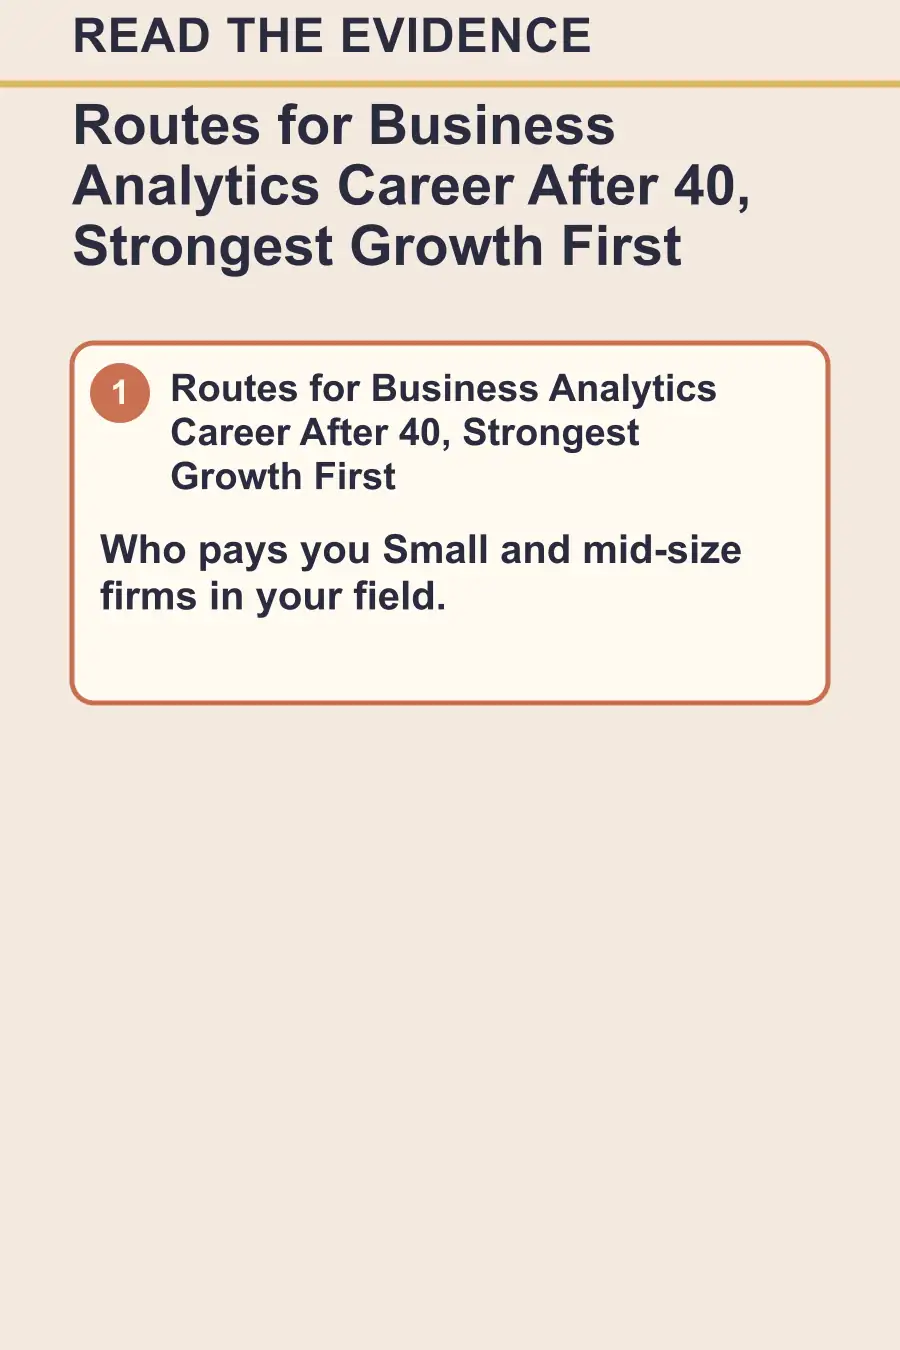 READ THE EVIDENCE
Routes for Business
Analytics Career After 40,
Strongest Growth First
1
Routes for Business Analytics
Career After 40, Strongest
Growth First
Who pays you Small and mid-size
firms in your field.